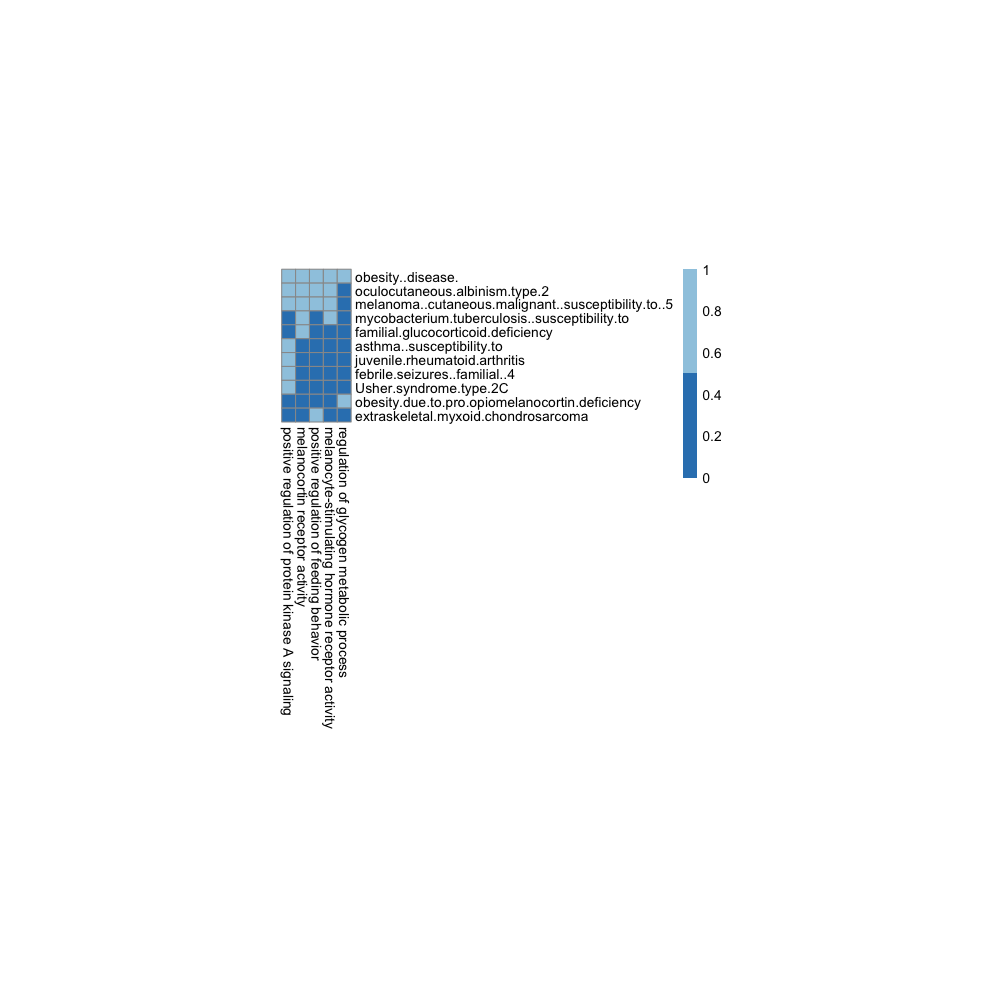 obesity..disease.
oculocutaneous.albinism.type.2
melanoma..cutaneous.malignant..susceptibility.to..5
mycobacterium.tuberculosis..susceptibility.to
familial.glucocorticoid.deficiency
asthma..susceptibility.to
juvenile.rheumatoid.arthritis
febrile.seizures..familial..4
Usher.syndrome.type.2C
obesity.due.to.pro.opiomelanocortin.deficiency
extraskeletal.myxoid.chondrosarcoma
positive regulation of protein kinase A signaling
melanocortin receptor activity
positive regulation of feeding behavior
melanocyte-stimulating hormone receptor activity
regulation of glycogen metabolic process
1
0.8
0.6
0.4
0.2
0